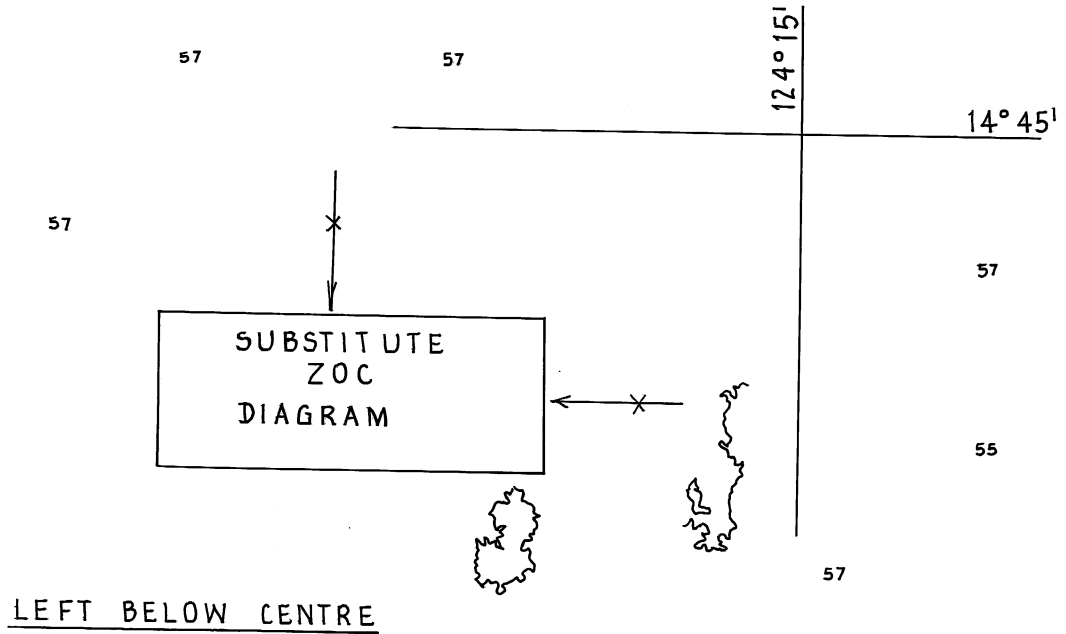 124° 15'
57 57
14° 45'
57
57
SUBSTITUTE
ZOC
DIAGRAM
55
57
LEFT BELOW CENTRE